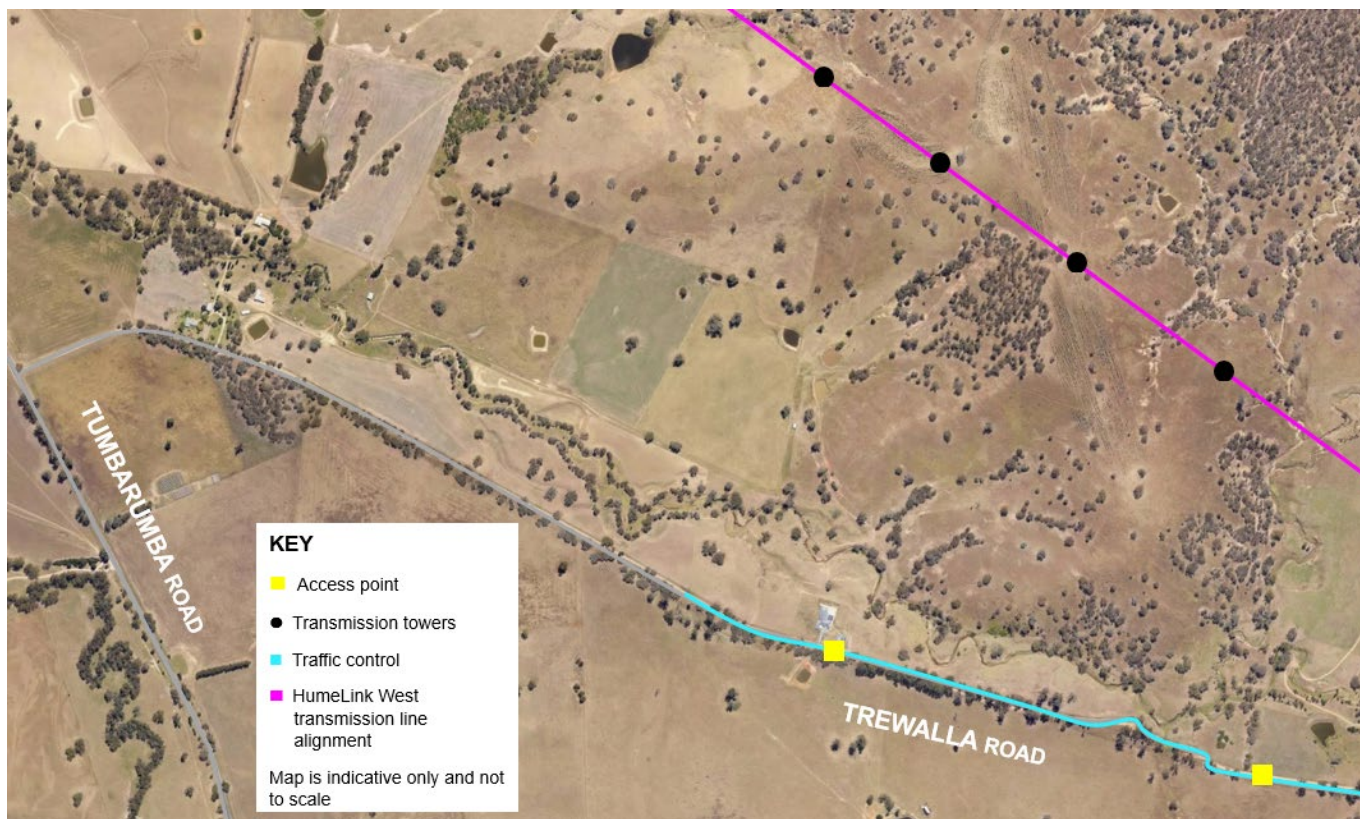 TUMBARUMBA ROAD
KEY
Access point
Transmission towers
Traffic control
HumeLink West
transmission line
alignment
Map is indicative only and not
to scale
TREWALLA ROAD